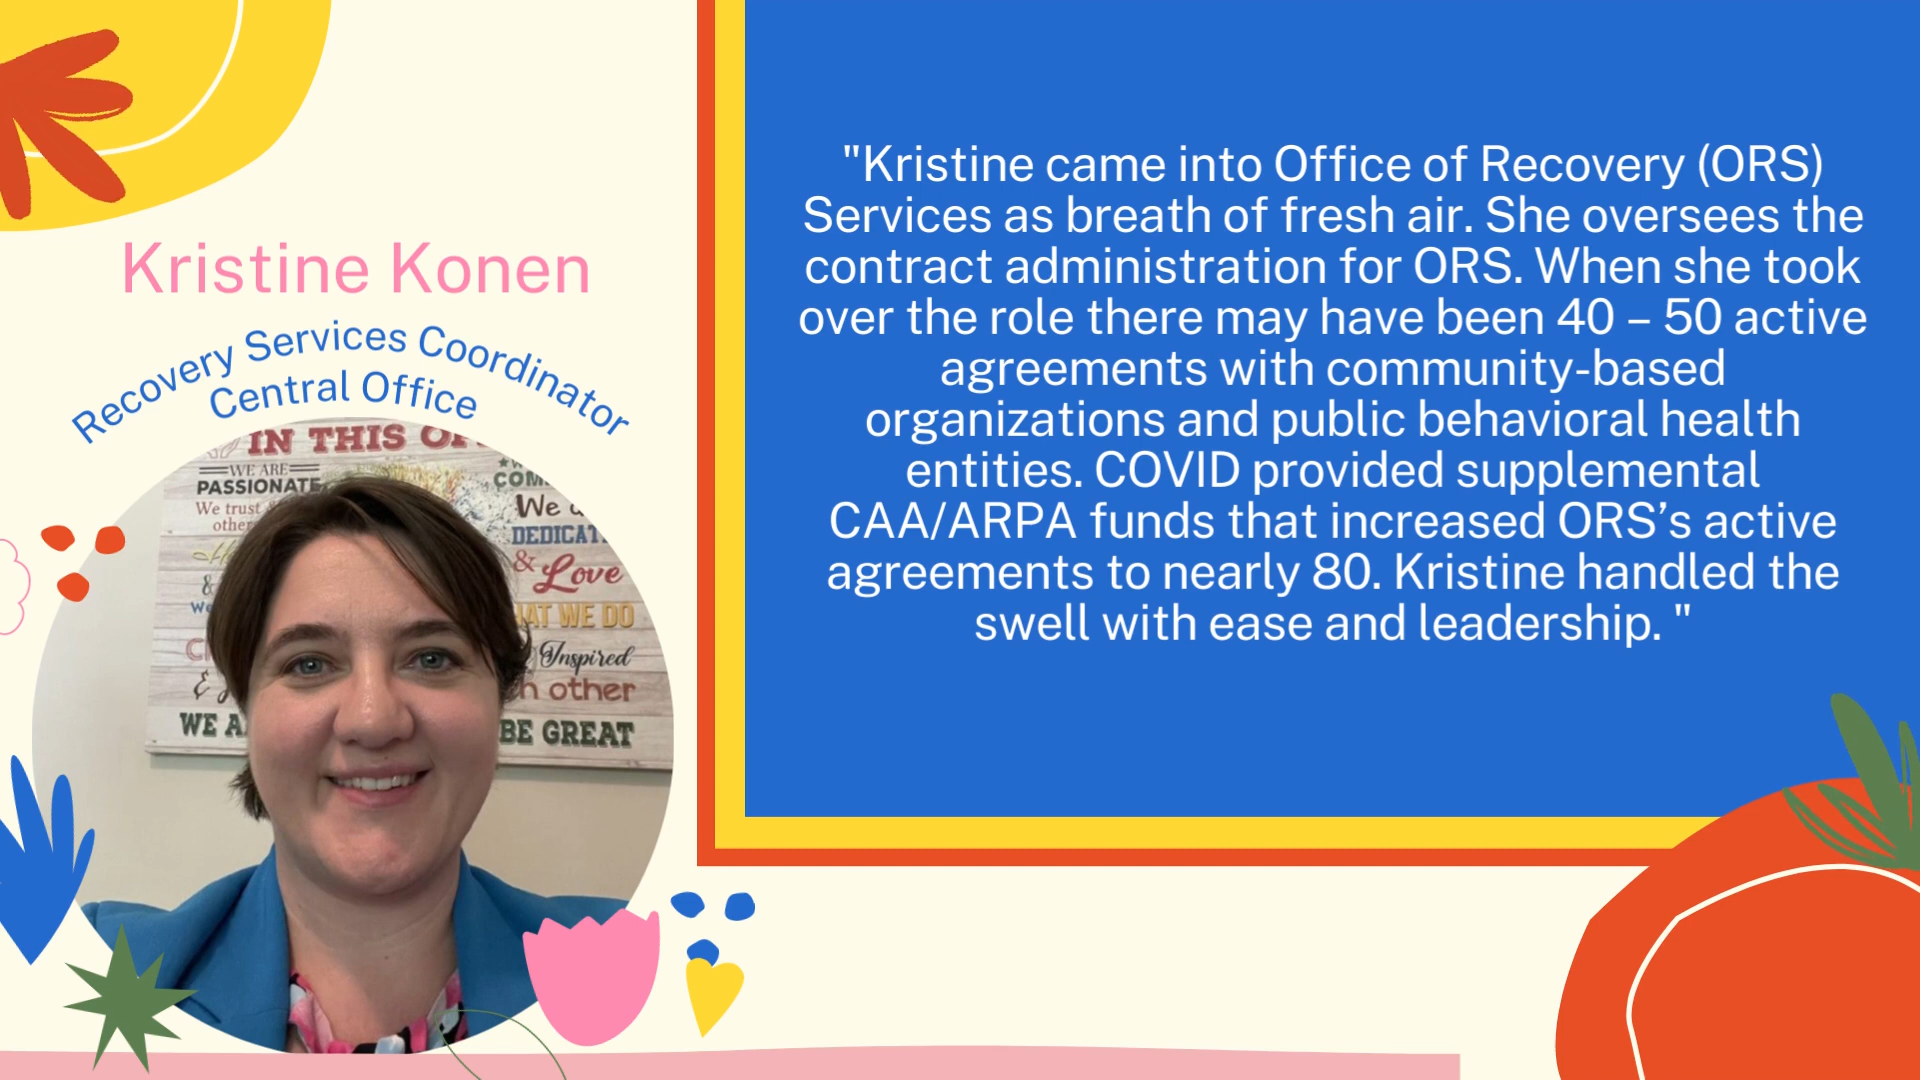 Kristine Konen
Recovery Services Coordinator
Central Office
IN THIS
WE ARE
PASSIONATE
We trust
other
&
WE
BE GREAT
We
DEDICAT
& Love
WHAT WE DO
Inspired
other
"Kristine came into Office of Recovery (ORS)
Services as breath of fresh air. She oversees the
contract administration for ORS. When she took
over the role there may have been 40 – 50 active
agreements with community-based
organizations and public behavioral health
entities. COVID provided supplemental
CAA/ARPA funds that increased ORS’s active
agreements to nearly 80. Kristine handled the
swell with ease and leadership. "